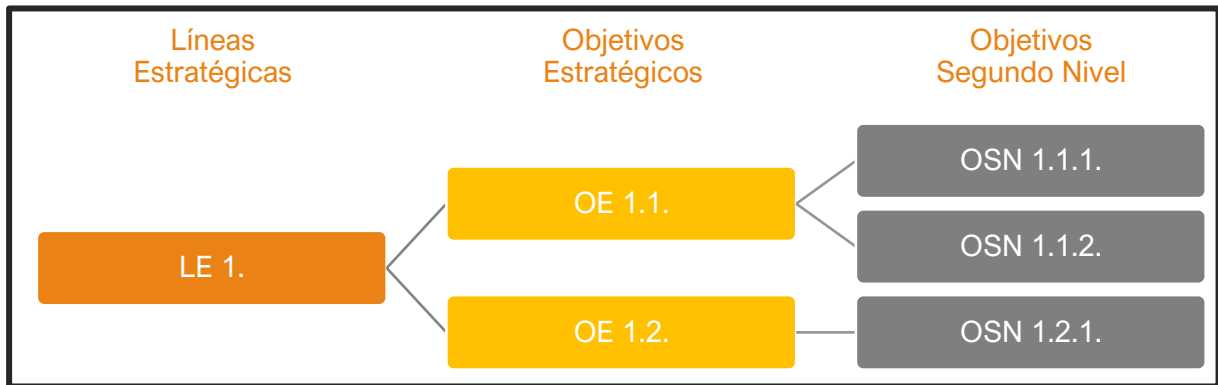 Líneas
Estratégicas
Objetivos
Estratégicos
Objetivos
Segundo Nivel
LE 1.
OE 1.1.
OE 1.2.
OSN 1.1.1.
OSN 1.1.2.
OSN 1.2.1.